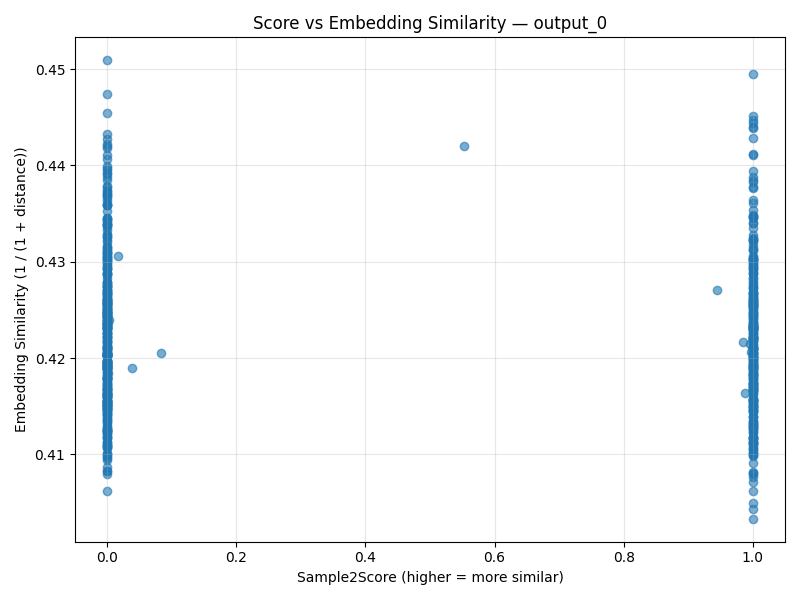 Score vs Embedding Similarity — output_0
Embedding Similarity (1 / (1 + distance))
0.45
0.44
0.43
0.42
0.41
0.0 0.2 0.4 0.6 0.8 1.0
Sample2Score (higher = more similar)